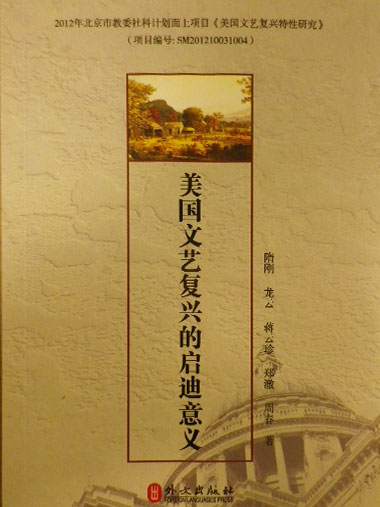 2012年北京市教委社科计划面上项目《美国文艺复兴特性研究》
(项目编号: SM201210031004)
美国文艺复兴的启迪意义
隋刚 龙云 蒋云珍 郑澈 周春 著
外文出版社
FOREIGN LANGUAGES PRESS